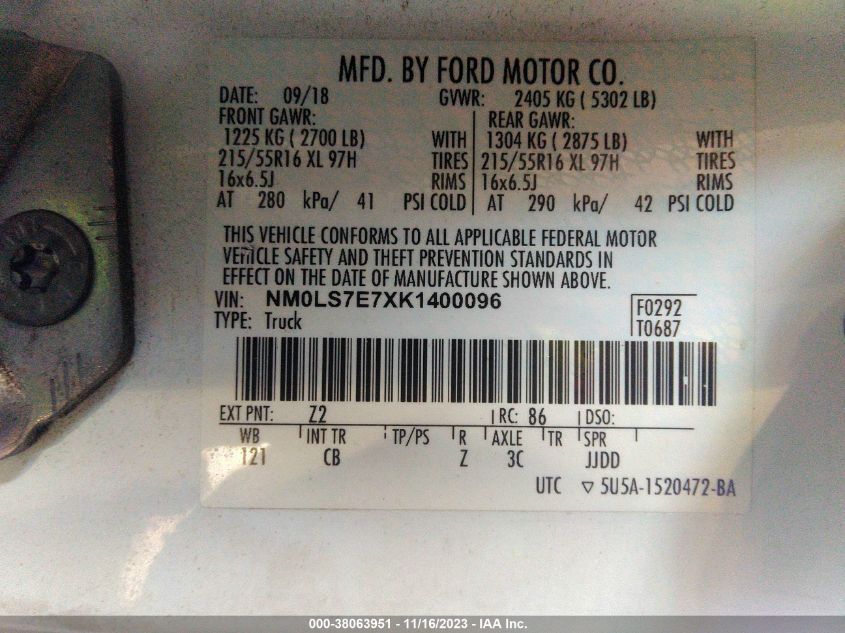 MFD. BY FORD MOTOR CO.
DATE: 09/18 GVWR: 2405 KG ( 5302 LB)
FRONT GAWR: REAR GAWR:
1225 KG ( 2700 LB) WITH 1304 KG ( 2875 LB) WITH
215/55R16 XL 97H TIRES 215/55R16 XL 97H TIRES
16x6.5J RIMS 16x6.5J RIMS
AT 280 kPa/ 41 PSI COLD AT 290 kPa/ 42 PSI COLD
THIS VEHICLE CONFORMS TO ALL APPLICABLE FEDERAL MOTOR
VEHICLE SAFETY AND THEFT PREVENTION STANDARDS IN
EFFECT ON THE DATE OF MANUFACTURE SHOWN ABOVE.
VIN: NM0LS7E7XK1400096 F0292
TYPE: Truck T0687
EXT PNT: Z2 RC: 86 DSO:
WB INT TR TP/PS R AXLE TR SPR
121 CB Z 3C JJDD
UTC ▽ 5U5A-1520472-BA
000-38063951 - 11/16/2023 - IAA Inc.